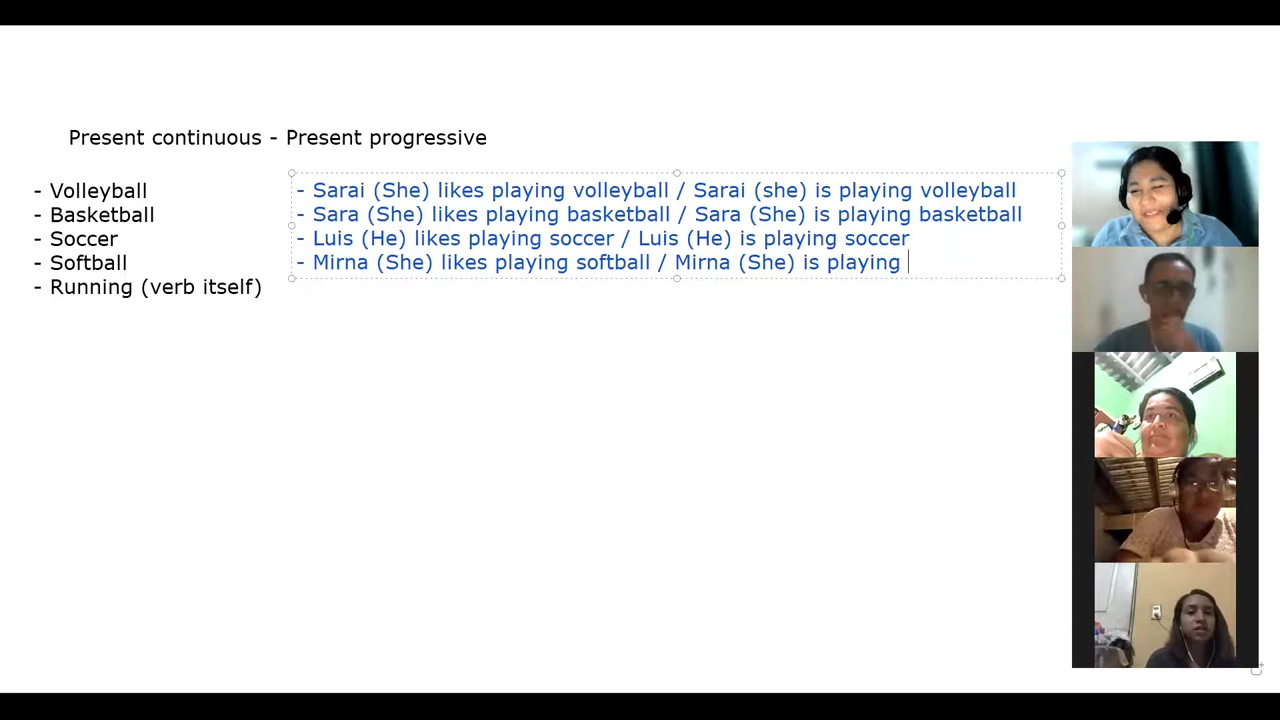 Present continuous - Present progressive
- Volleyball
- Basketball
- Soccer
- Softball
- Running (verb itself)
- Sarai (She) likes playing volleyball / Sarai (she) is playing volleyball
- Sara (She) likes playing basketball / Sara (She) is playing basketball
- Luis (He) likes playing soccer / Luis (He) is playing soccer
- Mirna (She) likes playing softball / Mirna (She) is playing